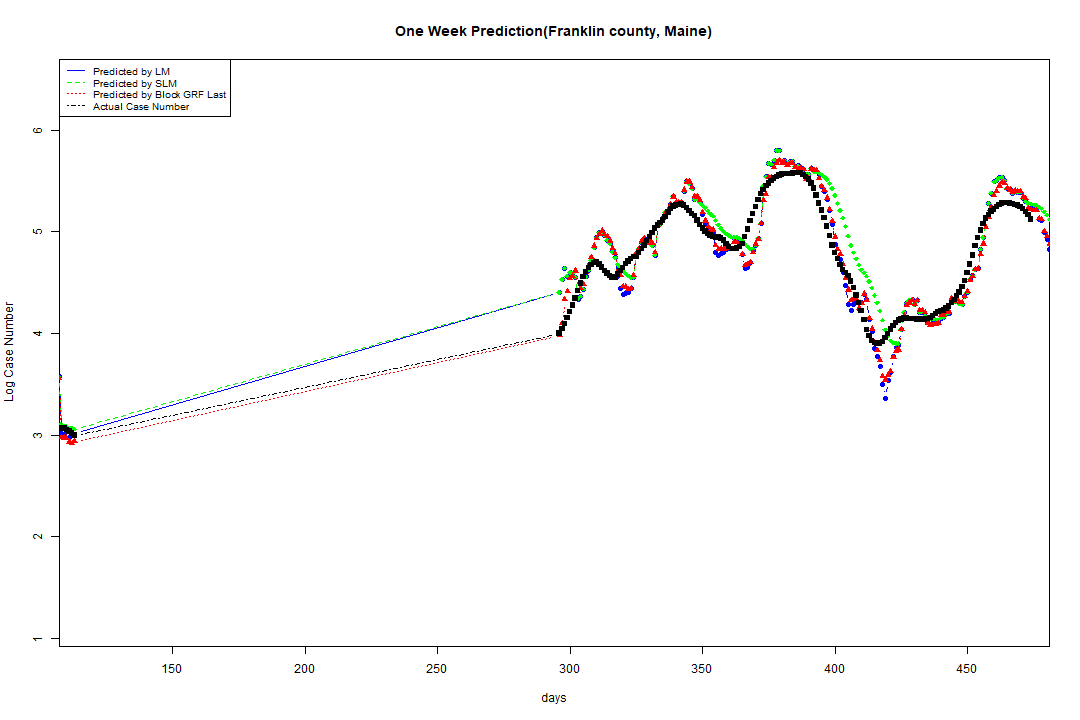 One Week Prediction(Franklin county, Maine)
Predicted by LM
Predicted by SLM
Predicted by Block GRF Last
Actual Case Number
Log Case Number
6
5
4
3
2
1
150 200 250 300 350 400 450
days